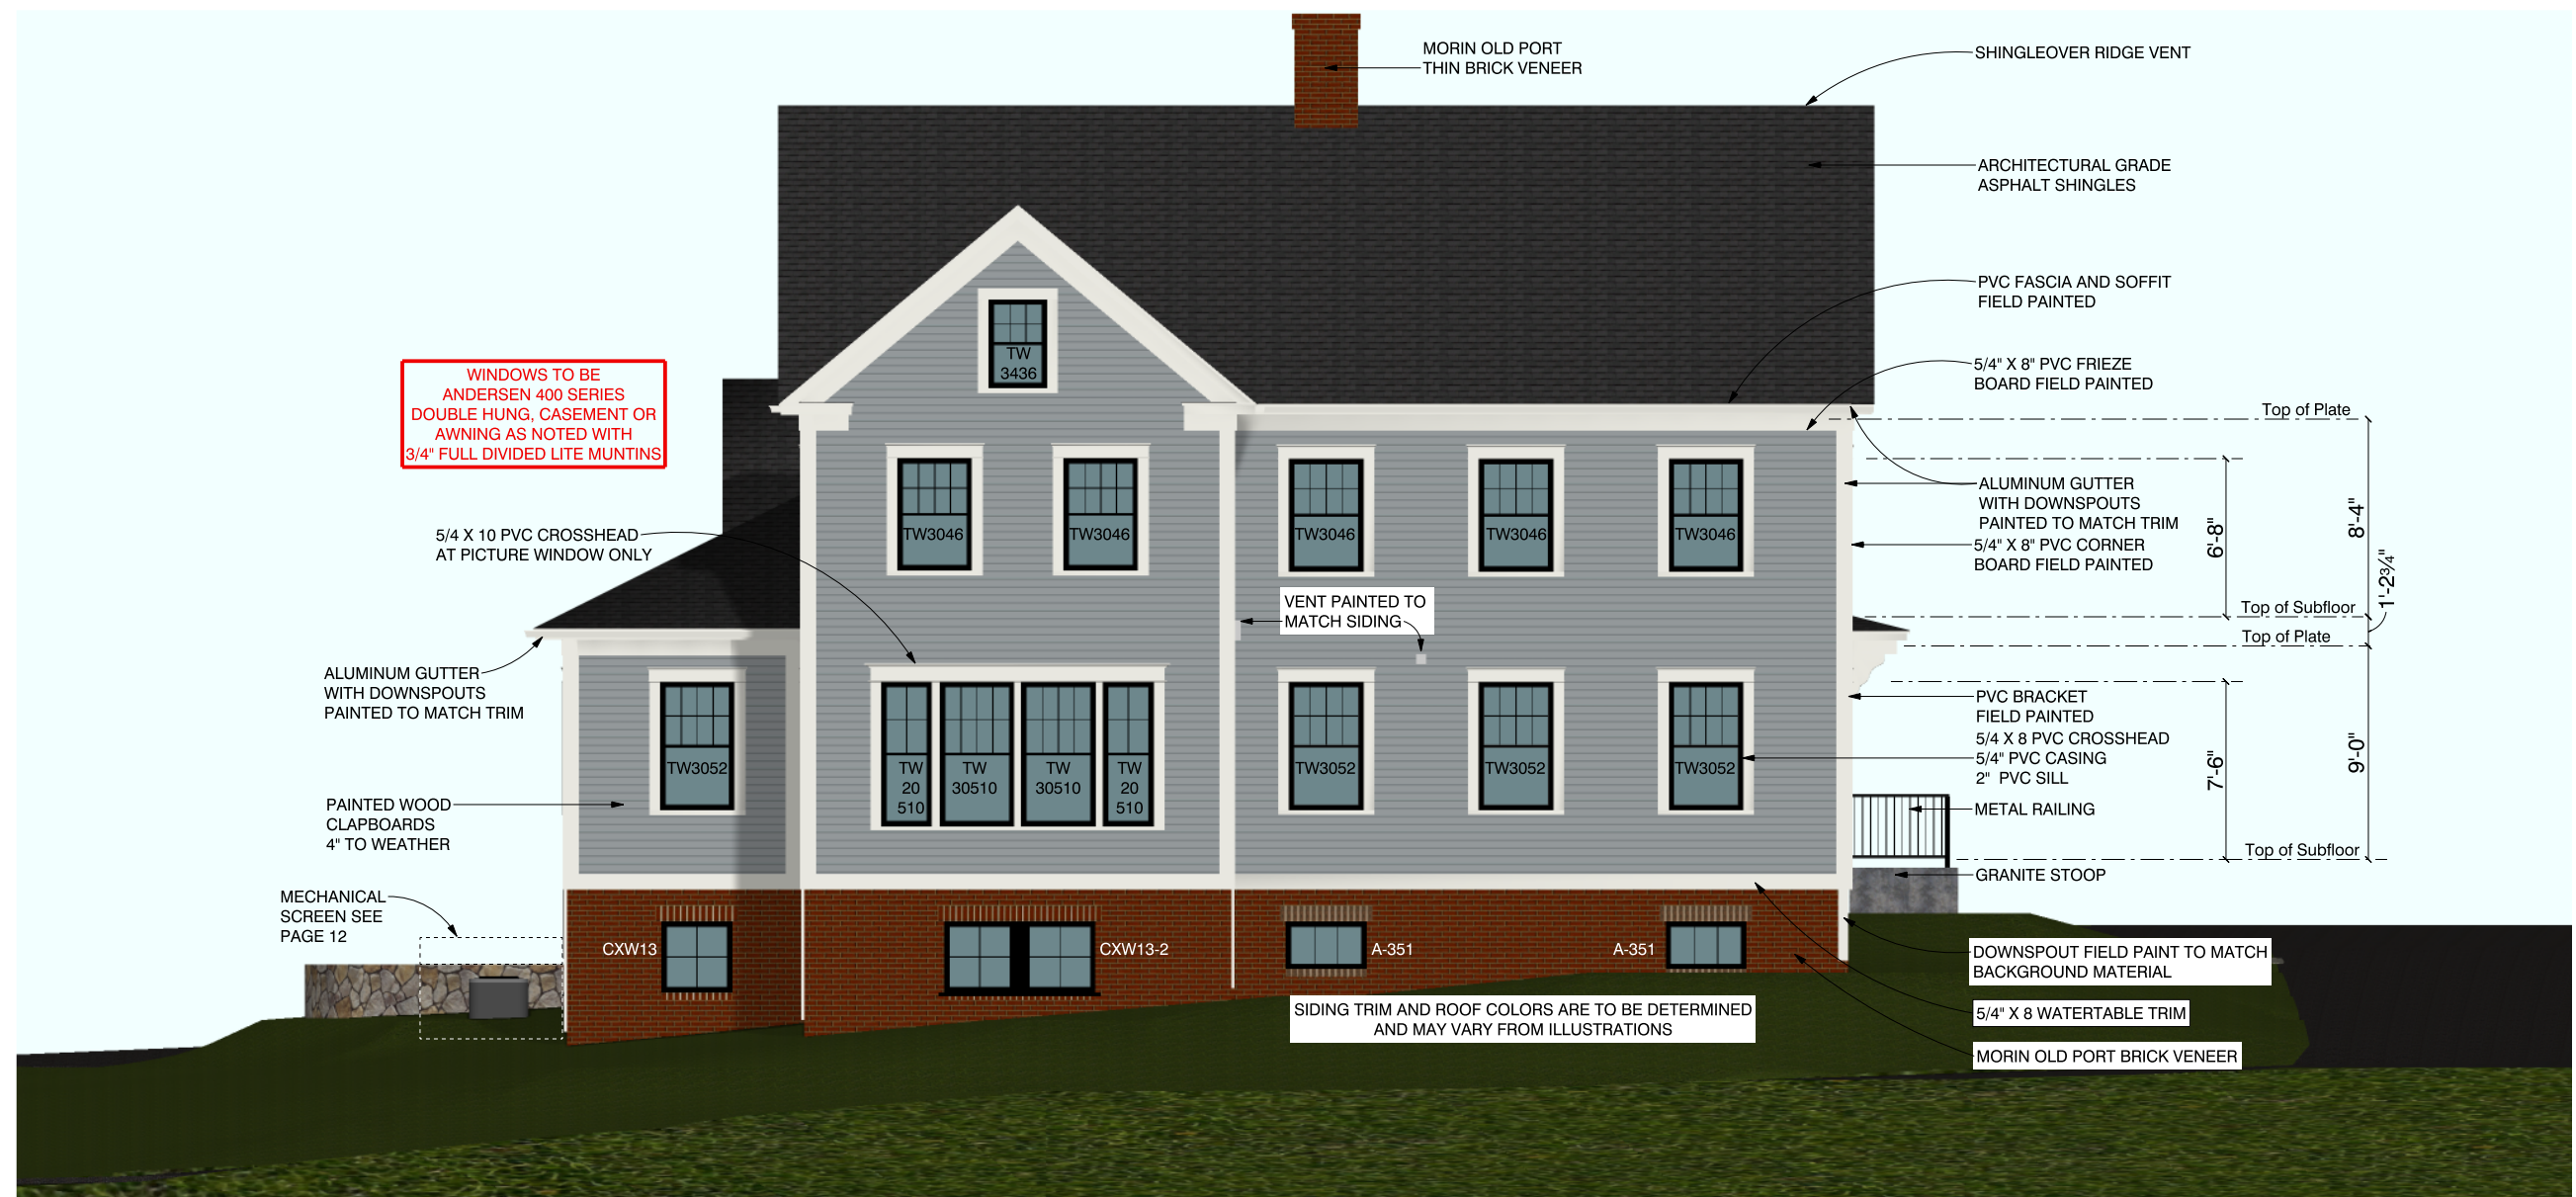 MORIN OLD PORT
THIN BRICK VENEER
SHINGLEOVER RIDGE VENT
ARCHITECTURAL GRADE
ASPHALT SHINGLES
PVC FASCIA AND SOFFIT
FIELD PAINTED
5/4" X 8" PVC FRIEZE
BOARD FIELD PAINTED
Top of Plate
WINDOWS TO BE
ANDERSEN 400 SERIES
DOUBLE HUNG, CASEMENT OR
AWNING AS NOTED WITH
3/4" FULL DIVIDED LITE MUNTINS
TW
3436
ALUMINUM GUTTER
WITH DOWNSPOUTS
PAINTED TO MATCH TRIM
5/4" X 8" PVC CORNER
BOARD FIELD PAINTED
6'-8"
8'-4"
1'-2¾"
5/4 X 10 PVC CROSSHEAD
AT PICTURE WINDOW ONLY
TW3046
TW3046
TW3046
TW3046
TW3046
VENT PAINTED TO
MATCH SIDING
Top of Subfloor
Top of Plate
ALUMINUM GUTTER
WITH DOWNSPOUTS
PAINTED TO MATCH TRIM
PVC BRACKET
FIELD PAINTED
5/4 X 8 PVC CROSSHEAD
5/4" PVC CASING
2" PVC SILL
7'-6"
9'-0"
TW3052
TW
20
510
TW
30510
TW
30510
TW
20
510
TW3052
TW3052
TW3052
PAINTED WOOD
CLAPBOARDS
4" TO WEATHER
METAL RAILING
Top of Subfloor
GRANITE STOOP
MECHANICAL
SCREEN SEE
PAGE 12
CXW13
CXW13-2
A-351
A-351
DOWNSPOUT FIELD PAINT TO MATCH
BACKGROUND MATERIAL
SIDING TRIM AND ROOF COLORS ARE TO BE DETERMINED
AND MAY VARY FROM ILLUSTRATIONS
5/4" X 8 WATERTABLE TRIM
MORIN OLD PORT BRICK VENEER